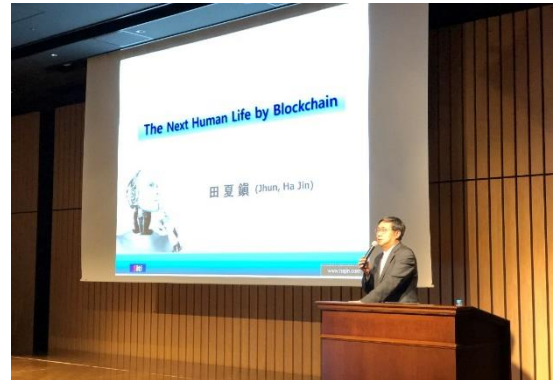 The Next Human Life by Blockchain
田 夏 鎭 (Jhun, Ha Jin)